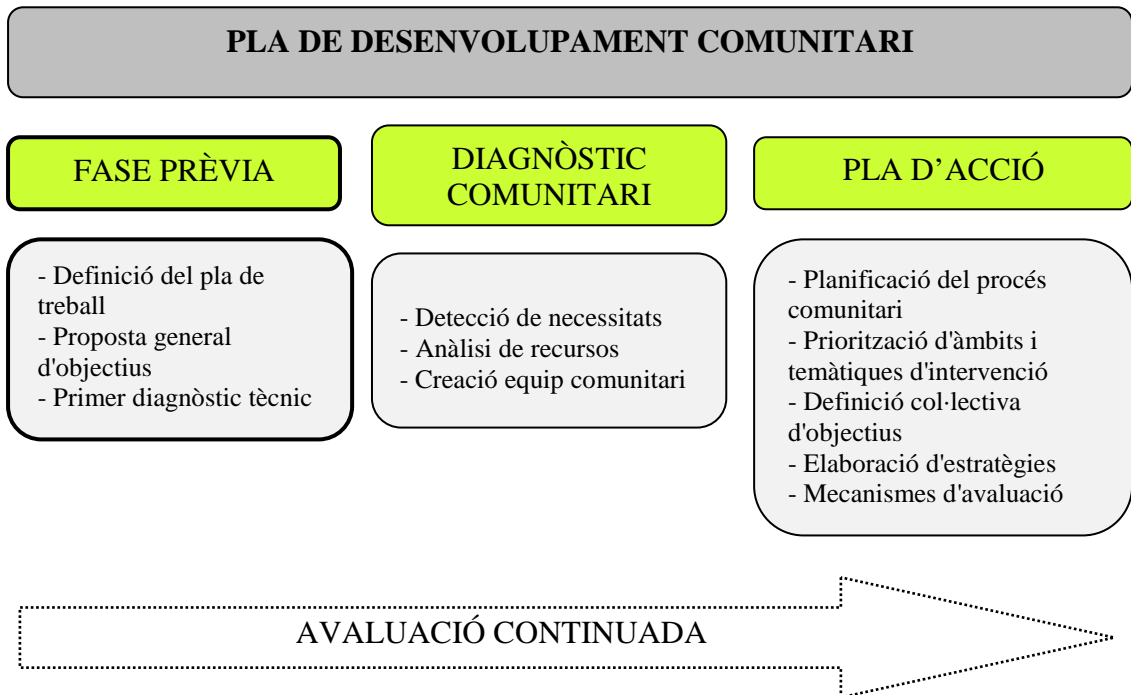 PLA DE DESENVOLUPAMENT COMUNITARI
FASE PRÈVIA
- Definició del pla de
treball
- Proposta general
d'objectius
- Primer diagnòstic tècnic
DIAGNÒSTIC
COMUNITARI
- Detecció de necessitats
- Anàlisi de recursos
- Creació equip comunitari
PLA D’ACCIÓ
- Planificació del procés
comunitari
- Priorització d'àmbits i
temàtiques d'intervenció
- Definició col·lectiva
d'objectius
- Elaboració d'estratègies
- Mecanismes d'avaluació
AVALUACIÓ CONTINUADA